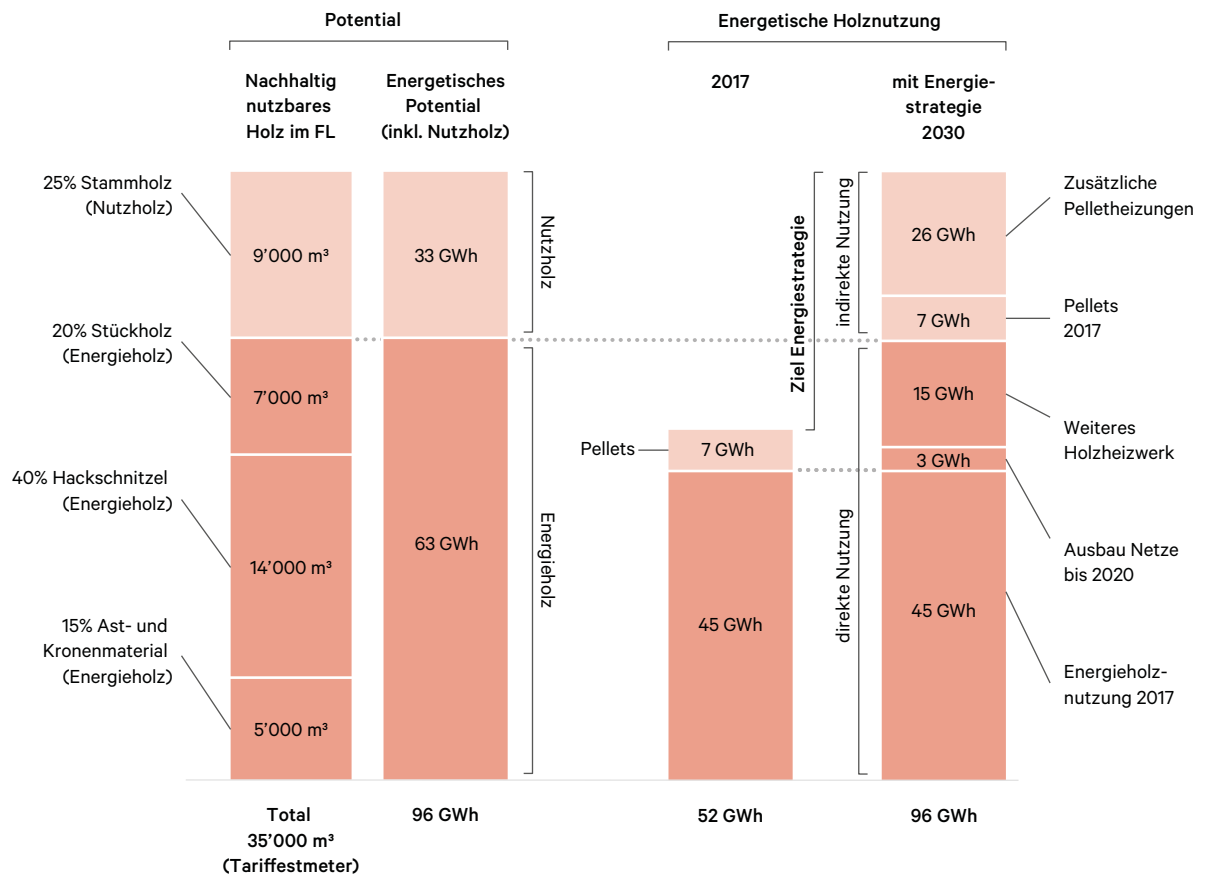 Potential
Energetische Holznutzung
Nachhaltig
nutzbares
Holz im FL
Energetisches
Potential
(inkl. Nutzholz)
2017
mit Energie-
strategie
2030
25% Stammholz
(Nutzholz)
20% Stückholz
(Energieholz)
40% Hackschnitzel
(Energieholz)
15% Ast- und
Kronenmaterial
(Energieholz)
9’000 m³
7’000 m³
14’000 m³
5’000 m³
33 GWh
63 GWh
Nutzholz
Energieholz
Pellets
7 GWh
45 GWh
Ziel Energiestrategie
indirekte Nutzung
direkte Nutzung
26 GWh
7 GWh
15 GWh
3 GWh
45 GWh
Zusätzliche
Pelletheizungen
Pellets
2017
Weiteres
Holzheizwerk
Ausbau Netze
bis 2020
Energieholz-
nutzung 2017
Total
35’000 m³
(Tariffestmeter)
96 GWh
52 GWh
96 GWh